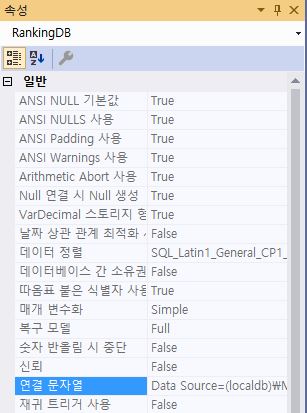 속성
RankingDB
일반
ANSI NULL 기본값 True
ANSI NULLS 사용 True
ANSI Padding 사용 True
ANSI Warnings 사용 True
Arithmetic Abort 사용 True
Null 연결 시 Null 생성 True
VarDecimal 스토리지 형 True
날짜 상관 관계 최적화 False
데이터 정렬 SQL_Latin1_General_CP1_
데이터베이스 간 소유권 False
따옴표 붙은 식별자 사용 True
매개 변수화 Simple
복구 모델 Full
숫자 반올림 시 중단 False
신뢰 False
연결 문자열 Data Source=(localdb)₩M
재귀 트리거 사용 False